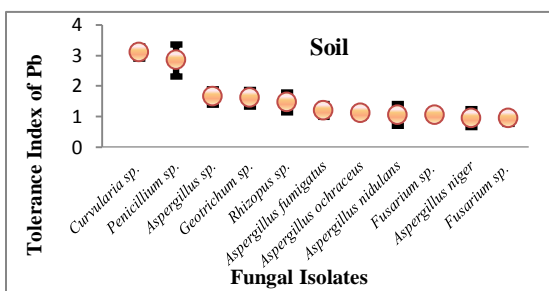 Soil
Tolerance Index of Pb
4
3
2
1
0
Curvularia sp.
Penicillium sp.
Aspergillus sp.
Geotrichum sp.
Rhizopus sp.
Aspergillus fumigatus
Aspergillus ochraceus
Aspergillus nidulans
Fusarium sp.
Aspergillus niger
Fusarium sp.
Fungal Isolates